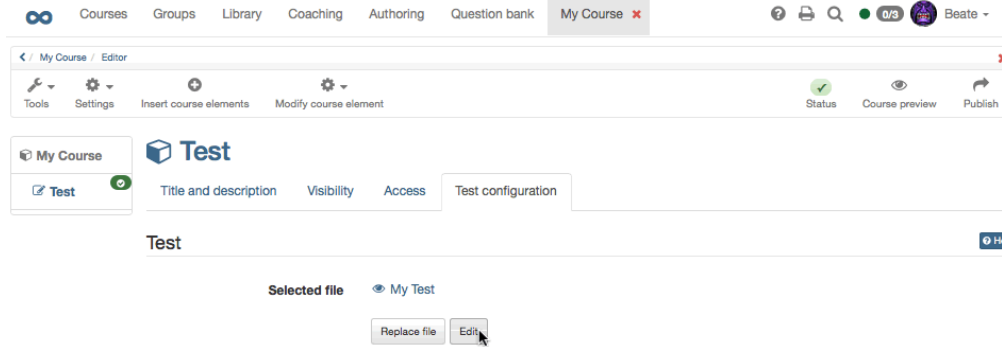 Courses Groups Library Coaching Authoring Question bank My Course 0/3 Beate
/ My Course / Editor
Tools Settings Insert course elements Modify course element Status Course preview Publish
My Course
Test
Test
Title and description Visibility Access Test configuration
Test
Selected file My Test
Replace file Edit